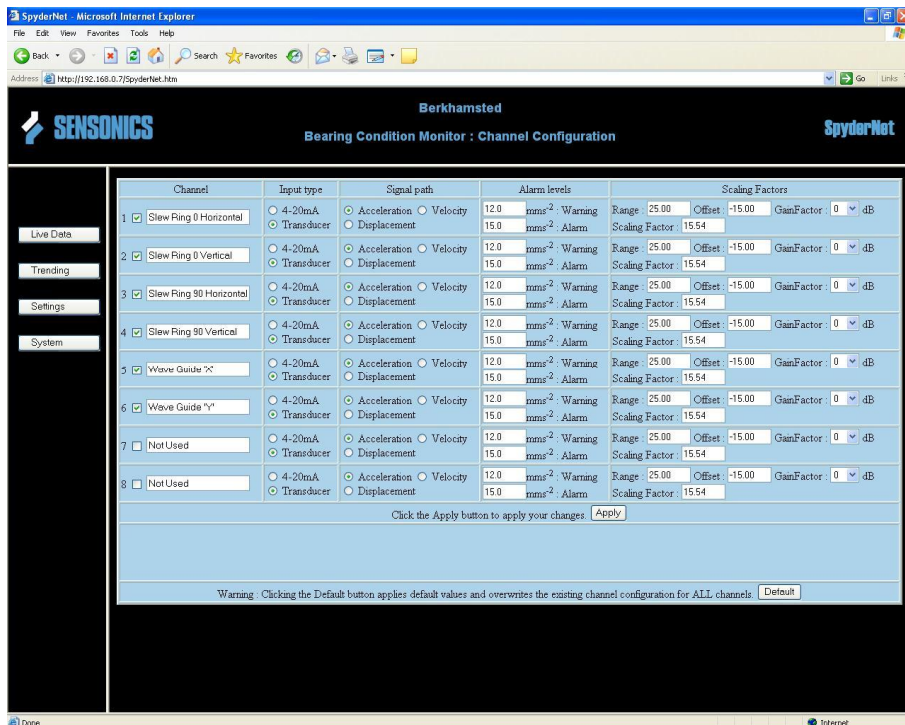 SpyderNet - Microsoft Internet Explorer
File Edit View Favorites Tools Help
Back Search Favorites
Address http://192.168.0.7/SpyderNet.htm Go Links
SENSONICS
Berkhamsted
Bearing Condition Monitor : Channel Configuration
SpyderNet
Live Data
Trending
Settings
System
Channel Input type Signal path Alarm levels Scaling Factors
1 Slew Ring 0 Horizontal 4-20mA Acceleration Velocity 12.0 mms-2 : Warning Range : 25.00 Offset : -15.00 GainFactor : 0 dB
Transducer Displacement 15.0 mms-2 : Alarm Scaling Factor : 15.54
2 Slew Ring 0 Vertical 4-20mA Acceleration Velocity 12.0 mms-2 : Warning Range : 25.00 Offset : -15.00 GainFactor : 0 dB
Transducer Displacement 15.0 mms-2 : Alarm Scaling Factor : 15.54
3 Slew Ring 90 Horizontal 4-20mA Acceleration Velocity 12.0 mms-2 : Warning Range : 25.00 Offset : -15.00 GainFactor : 0 dB
Transducer Displacement 15.0 mms-2 : Alarm Scaling Factor : 15.54
4 Slew Ring 90 Vertical 4-20mA Acceleration Velocity 12.0 mms-2 : Warning Range : 25.00 Offset : -15.00 GainFactor : 0 dB
Transducer Displacement 15.0 mms-2 : Alarm Scaling Factor : 15.54
5 Wave Guide "X" 4-20mA Acceleration Velocity 12.0 mms-2 : Warning Range : 25.00 Offset : -15.00 GainFactor : 0 dB
Transducer Displacement 15.0 mms-2 : Alarm Scaling Factor : 15.54
6 Wave Guide "Y" 4-20mA Acceleration Velocity 12.0 mms-2 : Warning Range : 25.00 Offset : -15.00 GainFactor : 0 dB
Transducer Displacement 15.0 mms-2 : Alarm Scaling Factor : 15.54
7 Not Used 4-20mA Acceleration Velocity 12.0 mms-2 : Warning Range : 25.00 Offset : -15.00 GainFactor : 0 dB
Transducer Displacement 15.0 mms-2 : Alarm Scaling Factor : 15.54
8 Not Used 4-20mA Acceleration Velocity 12.0 mms-2 : Warning Range : 25.00 Offset : -15.00 GainFactor : 0 dB
Transducer Displacement 15.0 mms-2 : Alarm Scaling Factor : 15.54
Click the Apply button to apply your changes. Apply
Warning : Clicking the Default button applies default values and overwrites the existing channel configuration for ALL channels. Default
Done Internet